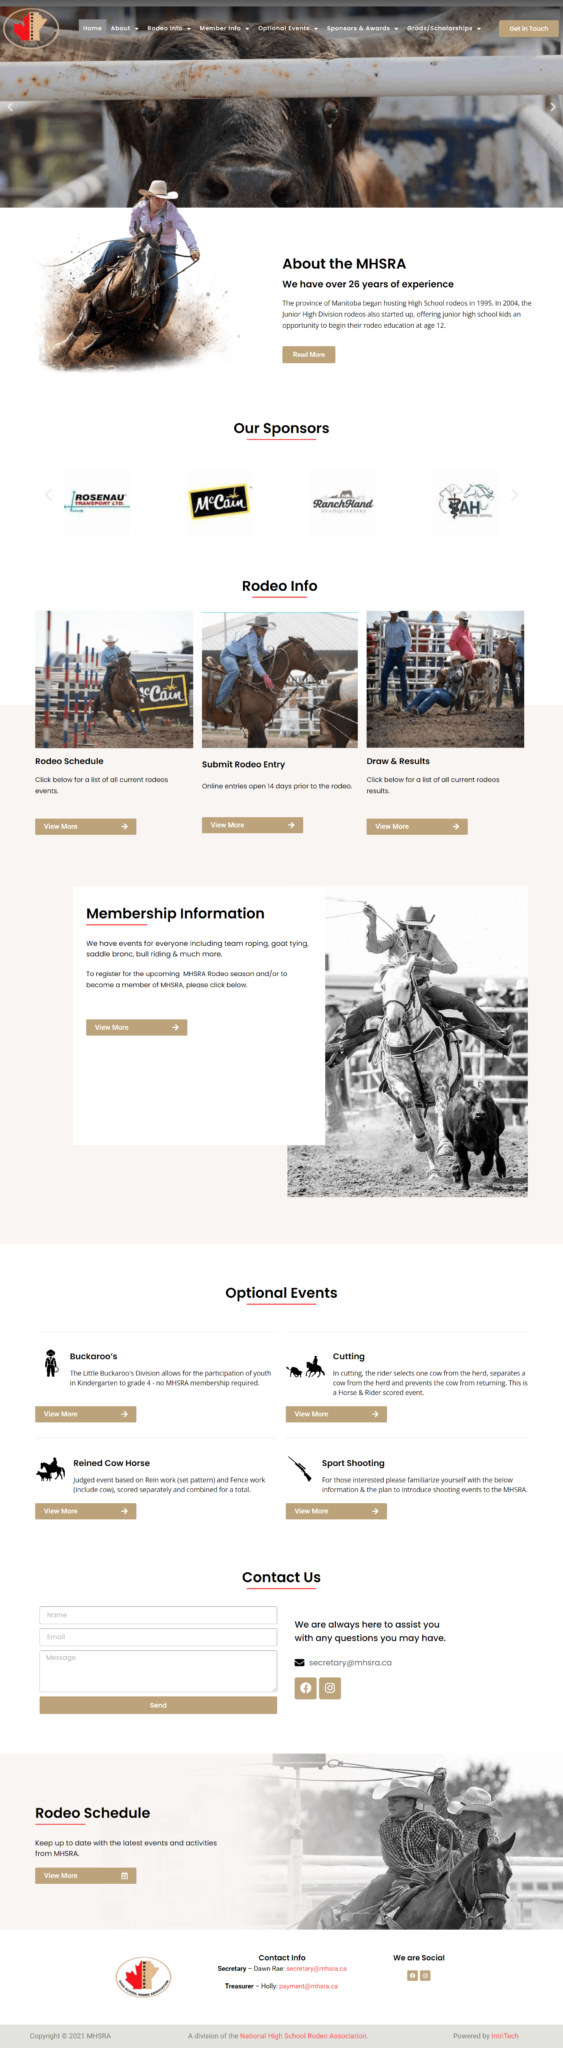 Home About Rodeo Info Member Info Optional Events Sponsors & Awards Grads/Scholarships Get in Touch
About the MHSRA
We have over 26 years of experience
The province of Manitoba began hosting High School rodeos in 1995. In 2004, the
Junior High Division rodeos also started up, offering junior high school kids an
opportunity to begin their rodeo education at age 12.
Read More
Our Sponsors
ROSENAU
TRANSPORT LTD.
McCain
RanchHand
HEADQUARTERS
AH
Rodeo Info
McCain
Rodeo Schedule
Click below for a list of all current rodeos
events.
View More
Submit Rodeo Entry
Online entries open 14 days prior to the rodeo.
View More
Draw & Results
Click below for a list of all current rodeos
results.
View More
Membership Information
We have events for everyone including team roping, goat tying,
saddle bronc, bull riding & much more.
To register for the upcoming MHSRA Rodeo season and/or to
become a member of MHSRA, please click below.
View More
Optional Events
Buckaroo's
The Little Buckaroo's Division allows for the participation of youth
in Kindergarten to grade 4 - no MHSRA membership required.
View More
Cutting
In cutting, the rider selects one cow from the herd, separates a
cow from the herd and prevents the cow from returning. This is
a Horse & Rider scored event.
View More
Reined Cow Horse
Judged event based on Rein work (set pattern) and Fence work
(include cow), scored separately and combined for a total.
View More
Sport Shooting
For those interested please familiarize yourself with the below
information & the plan to introduce shooting events to the MHSRA.
View More
Contact Us
Name
Email
Message
Send
We are always here to assist you
with any questions you may have.
secretary@mhsra.ca
Rodeo Schedule
Keep up to date with the latest events and activities
from MHSRA.
View More
Contact Info
Secretary – Dawn Rae: secretary@mhsra.ca
Treasurer – Holly: payment@mhsra.ca
We are Social
Copyright © 2021 MHSRA
A division of the National High School Rodeo Association.
Powered by IntriTech